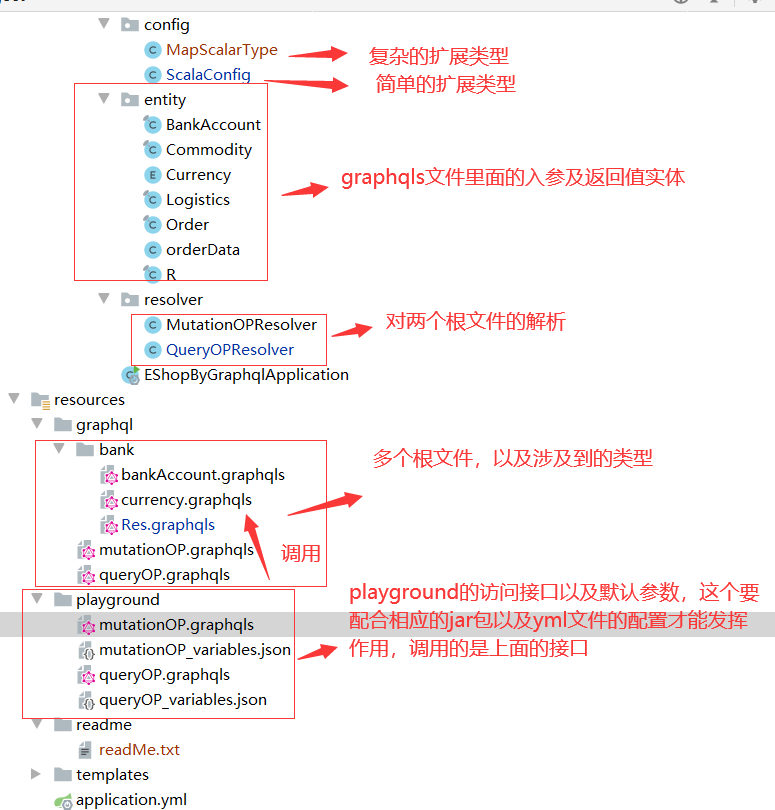 config
MapScalarType
复杂的扩展类型
ScalaConfig
简单的扩展类型
entity
BankAccount
Commodity
Currency
graphqls文件里面的入参及返回值实体
Logistics
Order
orderData
R
resolver
MutationOPResolver
对两个根文件的解析
QueryOPResolver
EShopByGraphqlApplication
resources
graphql
bank
多个根文件，以及涉及到的类型
bankAccount.graphqls
currency.graphqls
Res.graphqls
调用
mutationOP.graphqls
queryOP.graphqls
playground
playground的访问接口以及默认参数，这个要
配合相应的jar包以及yml文件的配置才能发挥
作用，调用的是上面的接口
mutationOP.graphqls
mutationOP_variables.json
queryOP.graphqls
queryOP_variables.json
readme
readMe.txt
templates
application.yml